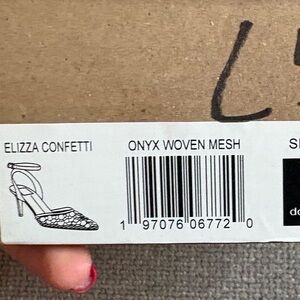 ELIZZA CONFETTI
ONYX WOVEN MESH
1 97076 06772 0